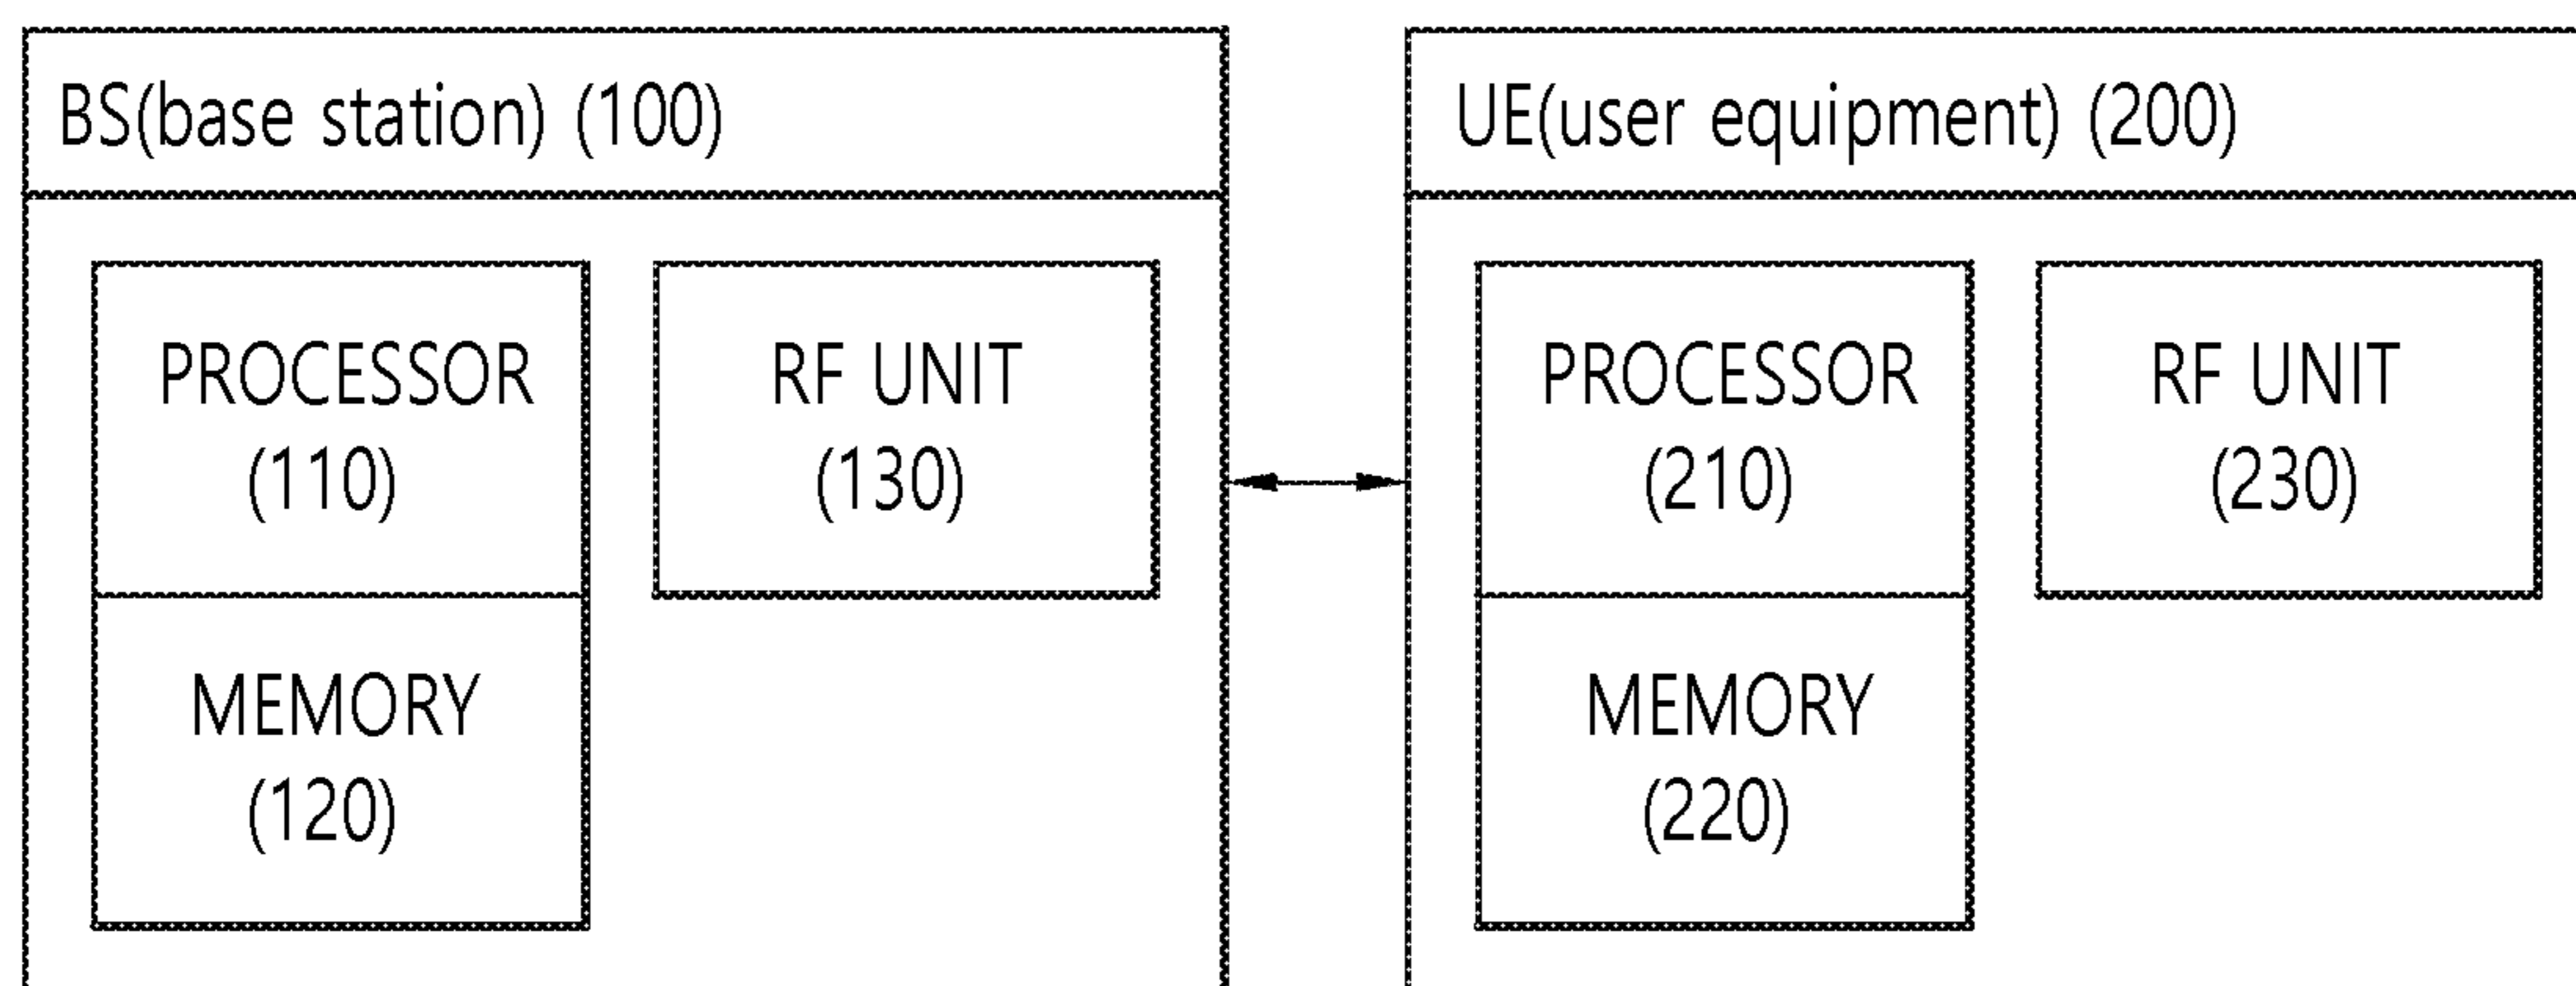 BS(base station) (100)
PROCESSOR
(110)
RF UNIT
(130)
MEMORY
(120)
UE(user equipment) (200)
PROCESSOR
(210)
RF UNIT
(230)
MEMORY
(220)